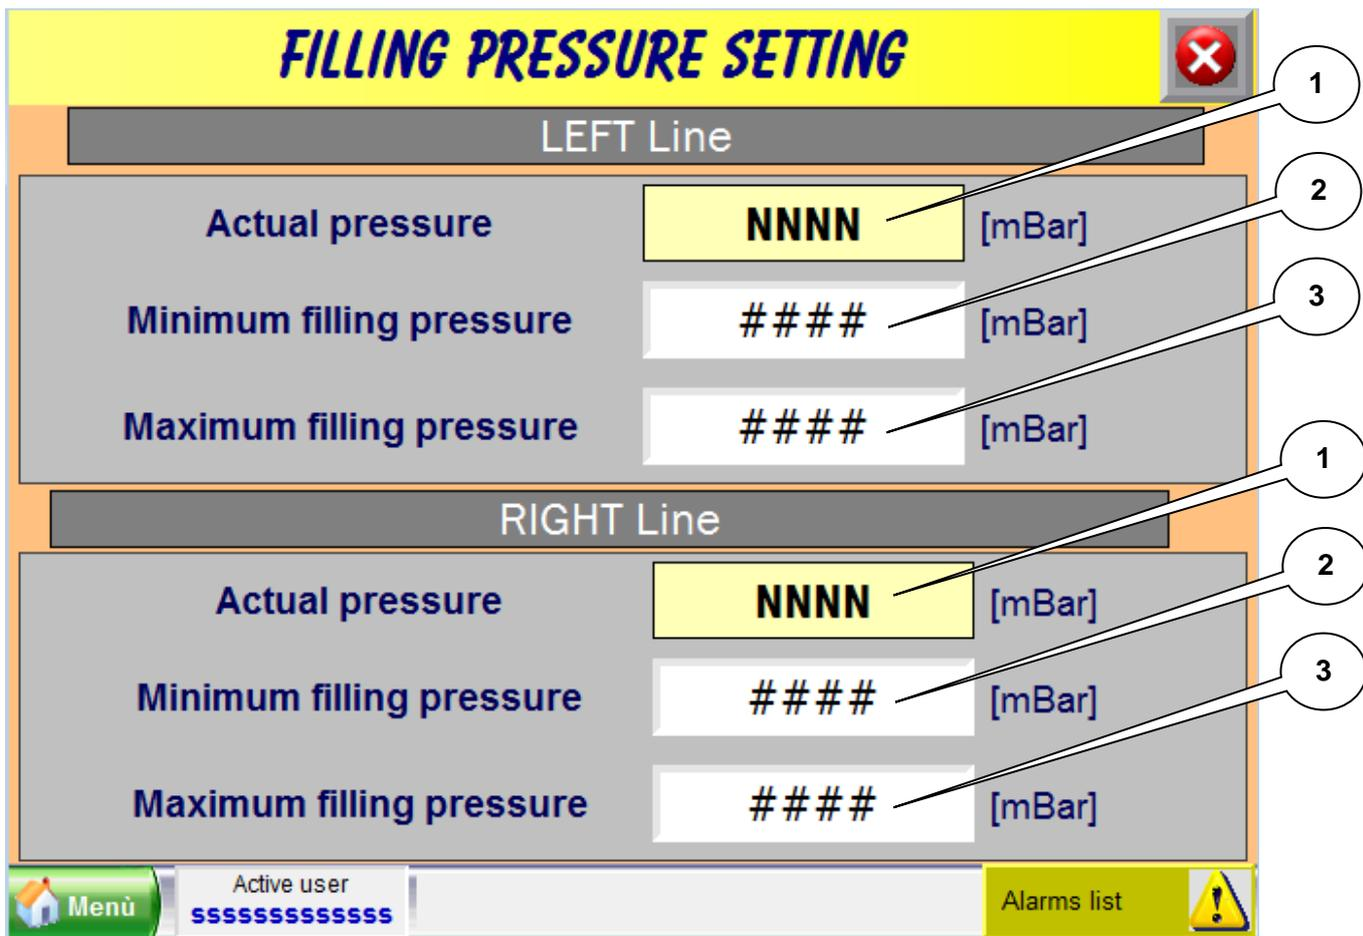 FILLING PRESSURE SETTING
1
LEFT Line
Actual pressure NNNN [mBar]
2
Minimum filling pressure #### [mBar]
3
Maximum filling pressure #### [mBar]
1
RIGHT Line
Actual pressure NNNN [mBar]
2
Minimum filling pressure #### [mBar]
3
Maximum filling pressure #### [mBar]
Menù
Active user
sssssssssssss
Alarms list